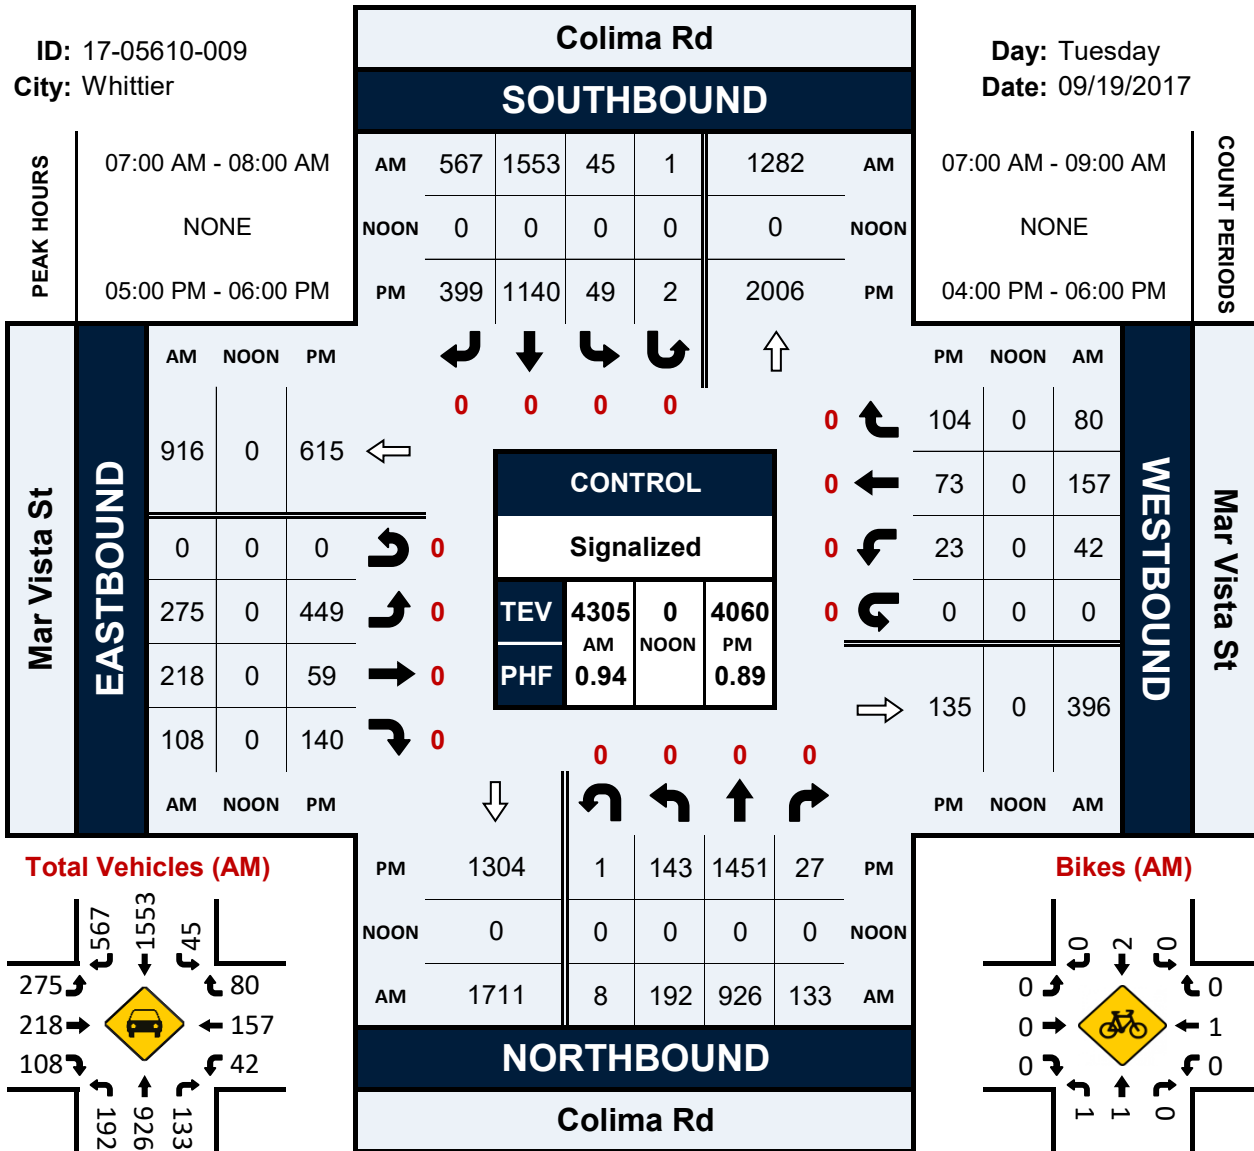 Colima Rd
ID: 17-05610-009
Day: Tuesday
City: Whittier
Date: 09/19/2017
SOUTHBOUND
PEAK HOURS
07:00 AM - 08:00 AM
NONE
05:00 PM - 06:00 PM
AM 567 1553 45 1 1282 AM
NOON 0 0 0 0 0 NOON
PM 399 1140 49 2 2006 PM
07:00 AM - 09:00 AM
NONE
04:00 PM - 06:00 PM
COUNT PERIODS
0 0 0 0
Mar Vista St
EASTBOUND
AM NOON PM
916 0 615
0 0 0 0
275 0 449 0
218 0 59 0
108 0 140 0
AM NOON PM
CONTROL
Signalized
TEV 4305 0 4060
AM NOON PM
PHF 0.94 0.89
PM NOON AM
0 104 0 80
0 73 0 157
0 23 0 42
0 0 0 0
135 0 396
PM NOON AM
WESTBOUND
Mar Vista St
0 0 0 0
PM 1304 1 143 1451 27 PM
NOON 0 0 0 0 0 NOON
AM 1711 8 192 926 133 AM
NORTHBOUND
Colima Rd
Total Vehicles (AM)
567 1553 45
275 80
218 157
108 42
192 926 133
Bikes (AM)
0 2 0
0 0
0 1
0 0
1 1 0